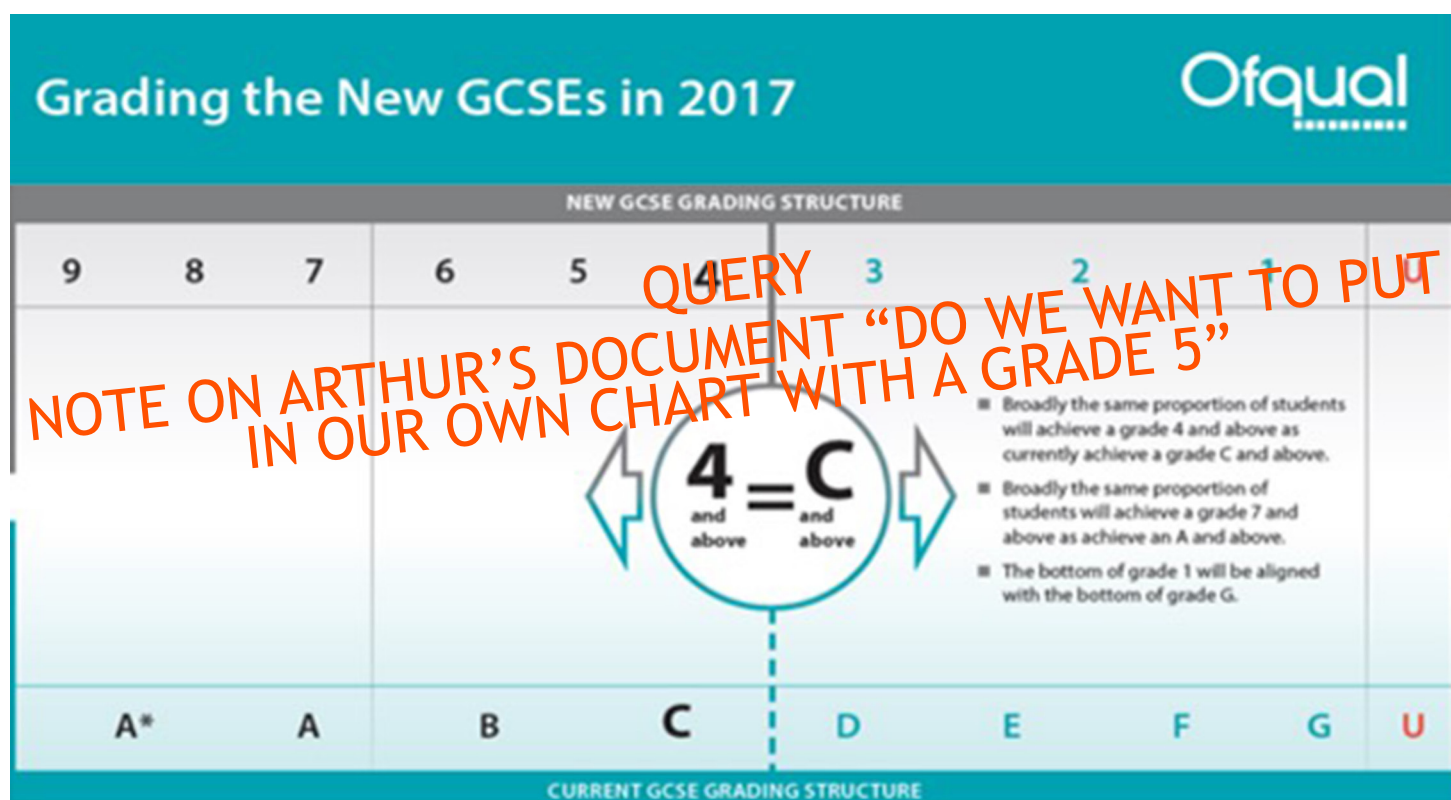 Grading the New GCSEs in 2017
Ofqual
NEW GCSE GRADING STRUCTURE
9 8 7 6 5 4 3 2 1 U
QUERY
NOTE ON ARTHUR’S DOCUMENT “DO WE WANT TO PUT
IN OUR OWN CHART WITH A GRADE 5”
4 = C
and above and above
Broadly the same proportion of students
will achieve a grade 4 and above as
currently achieve a grade C and above.
Broadly the same proportion of
students will achieve a grade 7 and
above as achieve an A and above.
The bottom of grade 1 will be aligned
with the bottom of grade G.
A* A B C D E F G U
CURRENT GCSE GRADING STRUCTURE